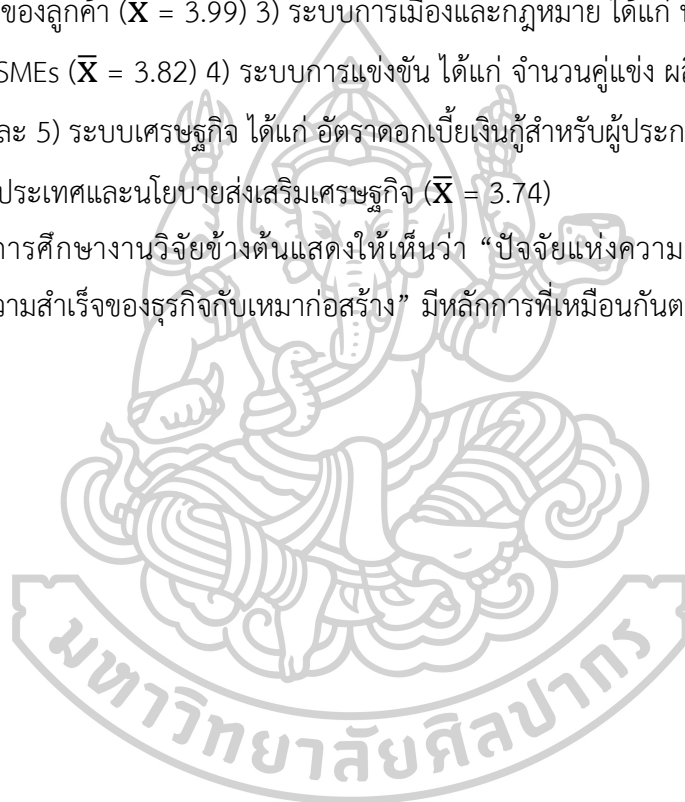 ของลูกค้า (X̄ = 3.99) 3) ระบบการเมืองและกฎหมาย ได้แก่
SMEs (X̄ = 3.82) 4) ระบบการแข่งขัน ได้แก่ จำนวนคู่แข่ง
5) ระบบเศรษฐกิจ ได้แก่ อัตราดอกเบี้ยเงินกู้สำหรับผู้ประก
ประเทศและนโยบายส่งเสริมเศรษฐกิจ (X̄ = 3.74)
การศึกษางานวิจัยข้างต้นแสดงให้เห็นว่า “ปัจจัยแห่งความ
วามสำเร็จของธุรกิจกับเหมาก่อสร้าง” มีหลักการที่เหมือนกันต
มหาวิทยาลัยศิลปากร